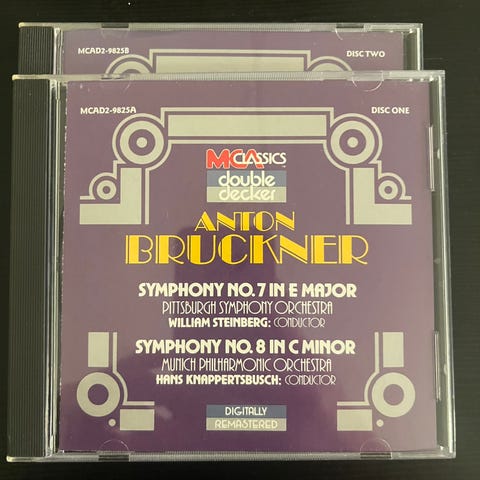 MCAD2-9825B DISC TWO
MCAD2-9825A DISC ONE
MCA CLASSICS
double
decker
ANTON
BRUCKNER
SYMPHONY NO. 7 IN E MAJOR
PITTSBURGH SYMPHONY ORCHESTRA
WILLIAM STEINBERG: CONDUCTOR
SYMPHONY NO. 8 IN C MINOR
MUNICH PHILHARMONIC ORCHESTRA
HANS KNAPPERTSBUSCH: CONDUCTOR
DIGITALLY
REMASTERED